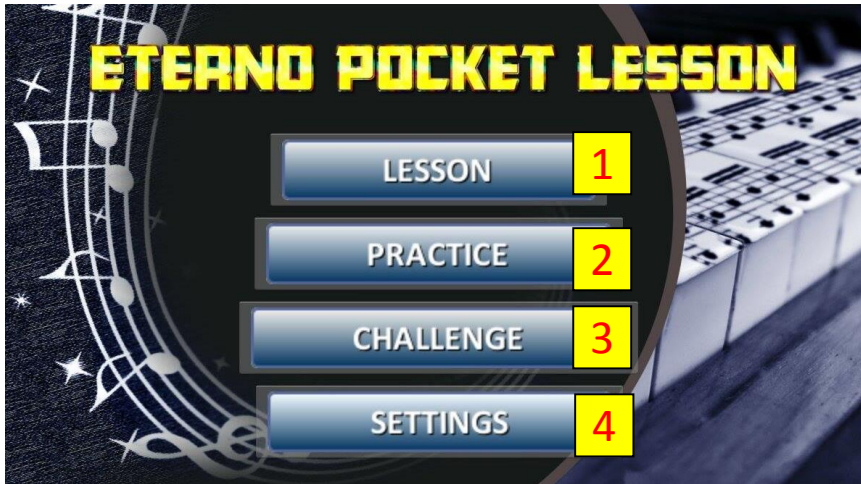 ETERNO POCKET LESSON
LESSON 1
PRACTICE 2
CHALLENGE 3
SETTINGS 4